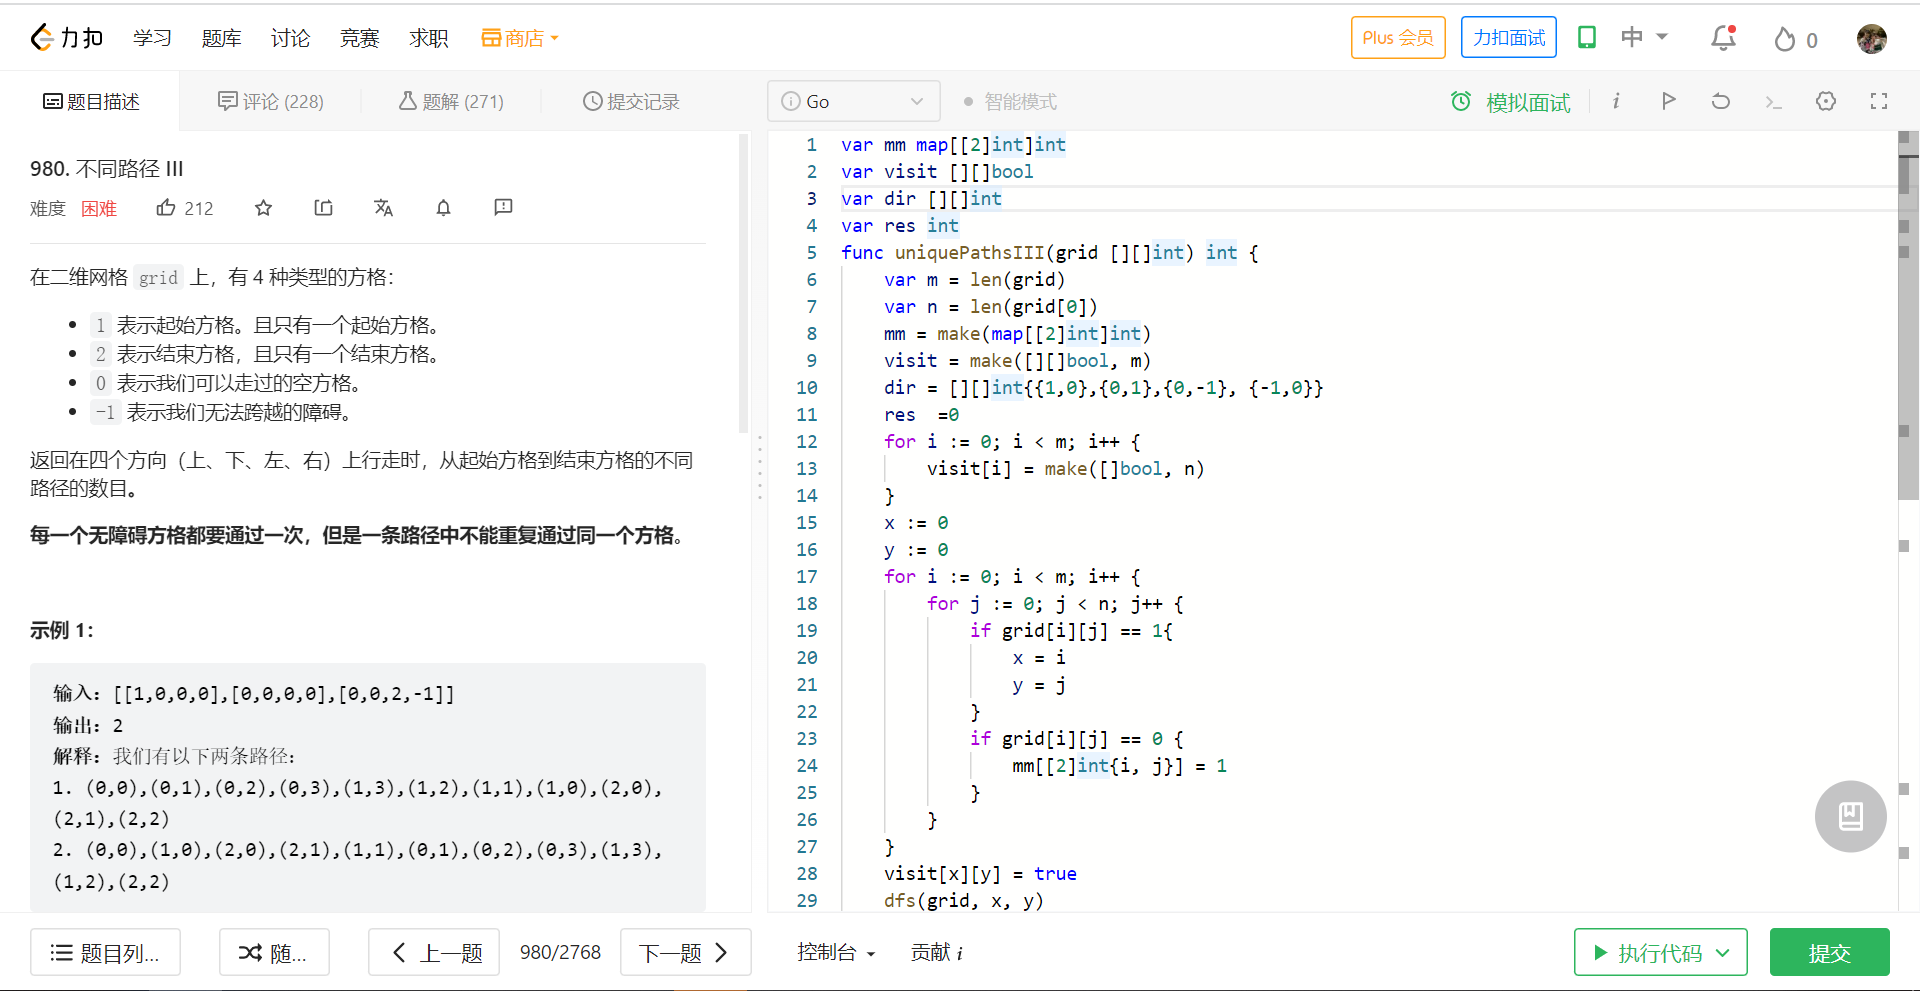 力扣 学习 题库 讨论 竞赛 求职 商店 Plus 会员 力扣面试 中 0
题目描述 评论 (228) 题解 (271) 提交记录
980. 不同路径 III
难度 困难 212
在二维网格 grid 上，有 4 种类型的方格：
1 表示起始方格。且只有一个起始方格。
2 表示结束方格，且只有一个结束方格。
0 表示我们可以走过的空方格。
-1 表示我们无法跨越的障碍。
返回在四个方向（上、下、左、右）上行走时，从起始方格到结束方格的不同
路径的数目。
每一个无障碍方格都要通过一次，但是一条路径中不能重复通过同一个方格。
示例 1：
输入：[[1,0,0,0],[0,0,0,0],[0,0,2,-1]]
输出：2
解释：我们有以下两条路径：
1. (0,0),(0,1),(0,2),(0,3),(1,3),(1,2),(1,1),(1,0),(2,0),
(2,1),(2,2)
2. (0,0),(1,0),(2,0),(2,1),(1,1),(0,1),(0,2),(0,3),(1,3),
(1,2),(2,2)
题目列... 随... 上一题 980/2768 下一题
i Go 智能模式 模拟面试 i
1 var mm map[[2]int]int
2 var visit [][]bool
3 var dir [][]int
4 var res int
5 func uniquePathsIII(grid [][]int) int {
6 var m = len(grid)
7 var n = len(grid[0])
8 mm = make(map[[2]int]int)
9 visit = make([][]bool, m)
10 dir = [][]int{{1,0},{0,1},{0,-1}, {-1,0}}
11 res  =0
12 for i := 0; i < m; i++ {
13 visit[i] = make([]bool, n)
14 }
15 x := 0
16 y := 0
17 for i := 0; i < m; i++ {
18 for j := 0; j < n; j++ {
19 if grid[i][j] == 1{
20 x = i
21 y = j
22 }
23 if grid[i][j] == 0 {
24 mm[[2]int{i, j}] = 1
25 }
26 }
27 }
28 visit[x][y] = true
29 dfs(grid, x, y)
控制台 贡献 i 执行代码 提交